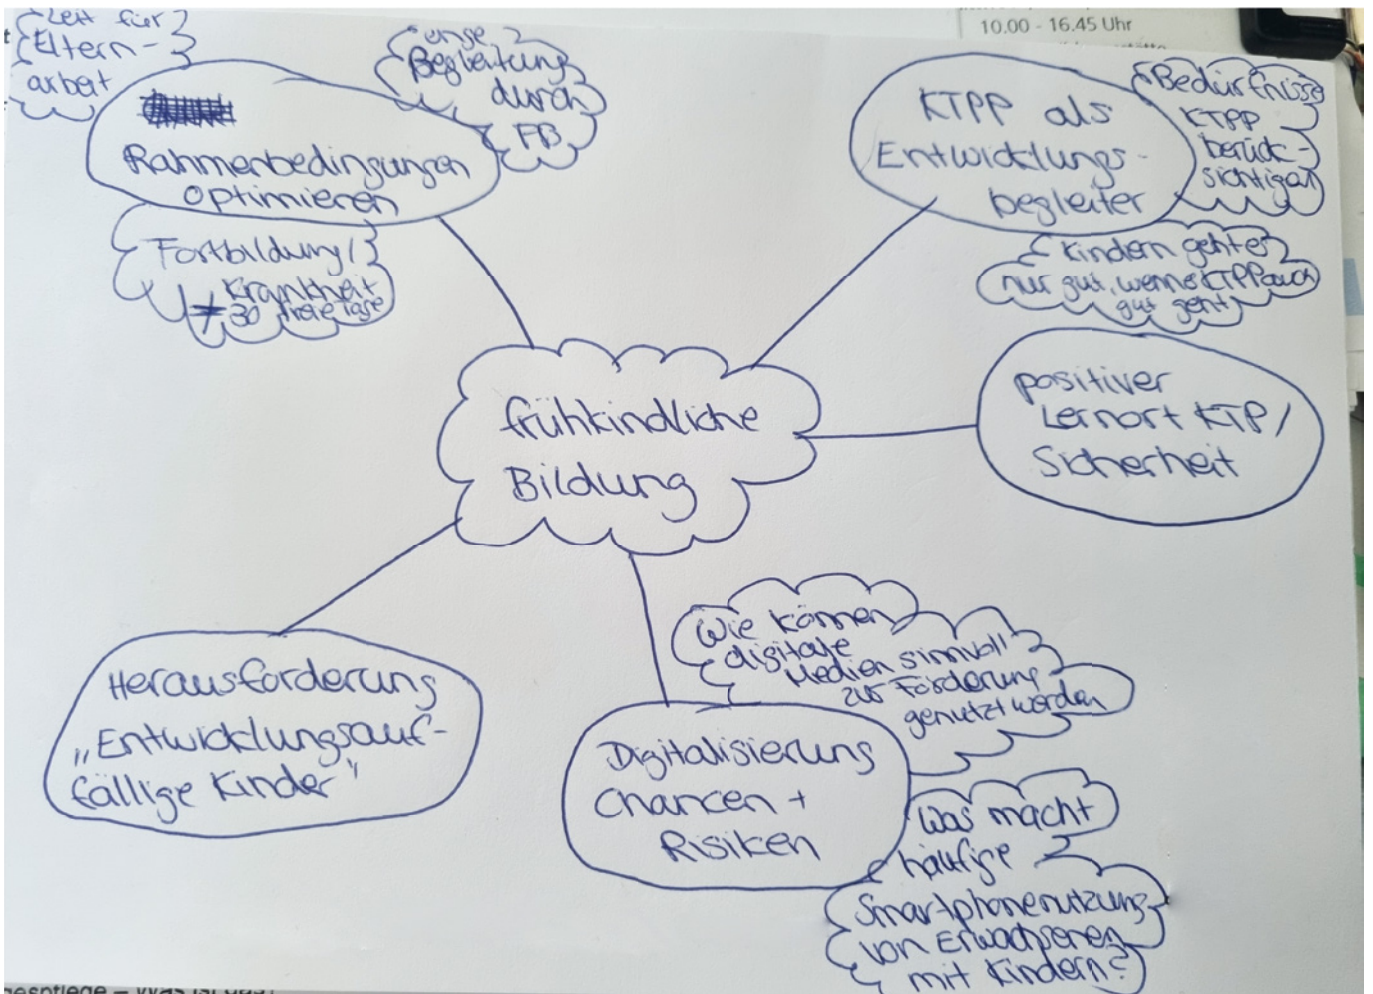 10.00 - 16.45 Uhr
Zeit für
Eltern-
arbeit
enge
Begleitung
durch
FB
Rahmenbedingungen
optimieren
Fortbildung/
Krankheit
≠ 30 freie Tage
KTPP als
Entwicklungs-
begleiter
Bedürfnisse
KTPP
berück-
sichtigen
Kindern geht es
nur gut, wenn es KTPP auch
gut geht
positiver
Lernort KTP/
Sicherheit
frühkindliche
Bildung
Herausforderung
„Entwicklungsauf-
fällige Kinder"
Digitalisierung
Chancen +
Risiken
Wie können
digitale
Medien sinnvoll
zur Förderung
genutzt werden
Was macht
häufige
Smartphonenutzung
von Erwachsenen
mit Kindern?